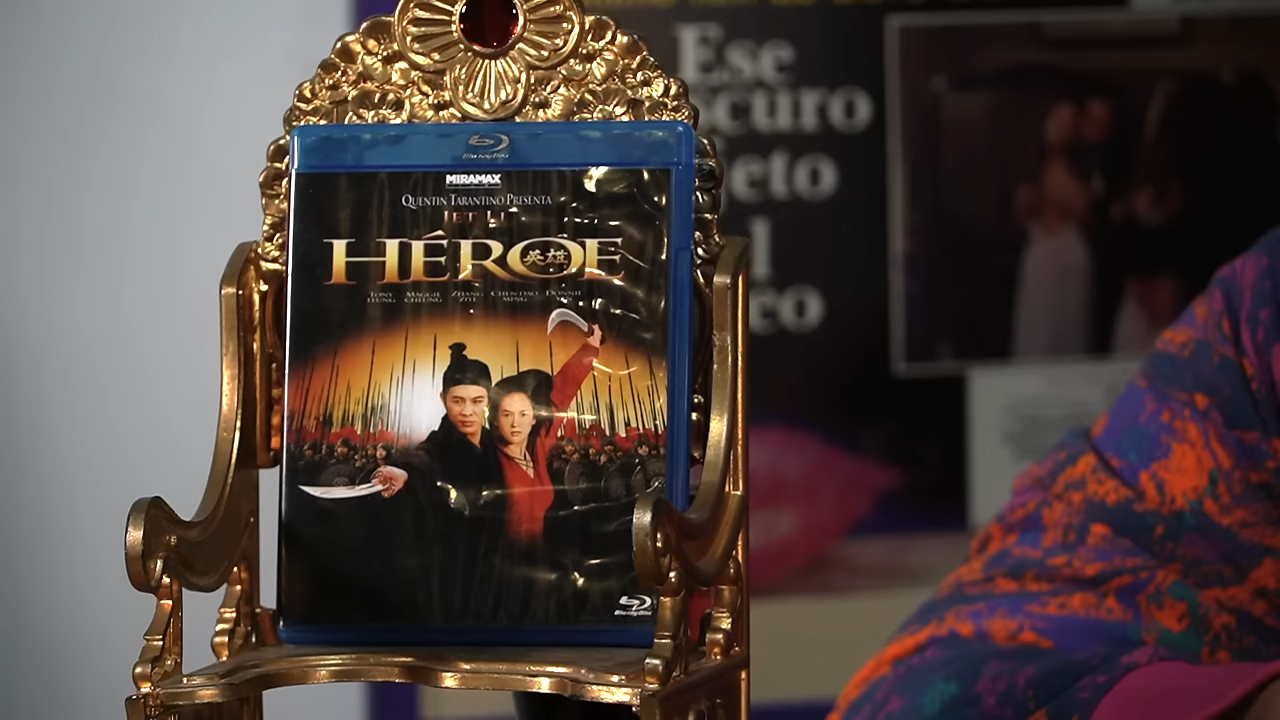 Blu-ray Disc
MIRAMAX
QUENTIN TARANTINO PRESENTA
JET LI
HÉROE
英雄
TONY LEUNG MAGGIE CHEUNG ZHANG ZIYI CHEN DAO MING DONNIE YEN
Blu-ray Disc
Ese
scuro
jeto
l
eo